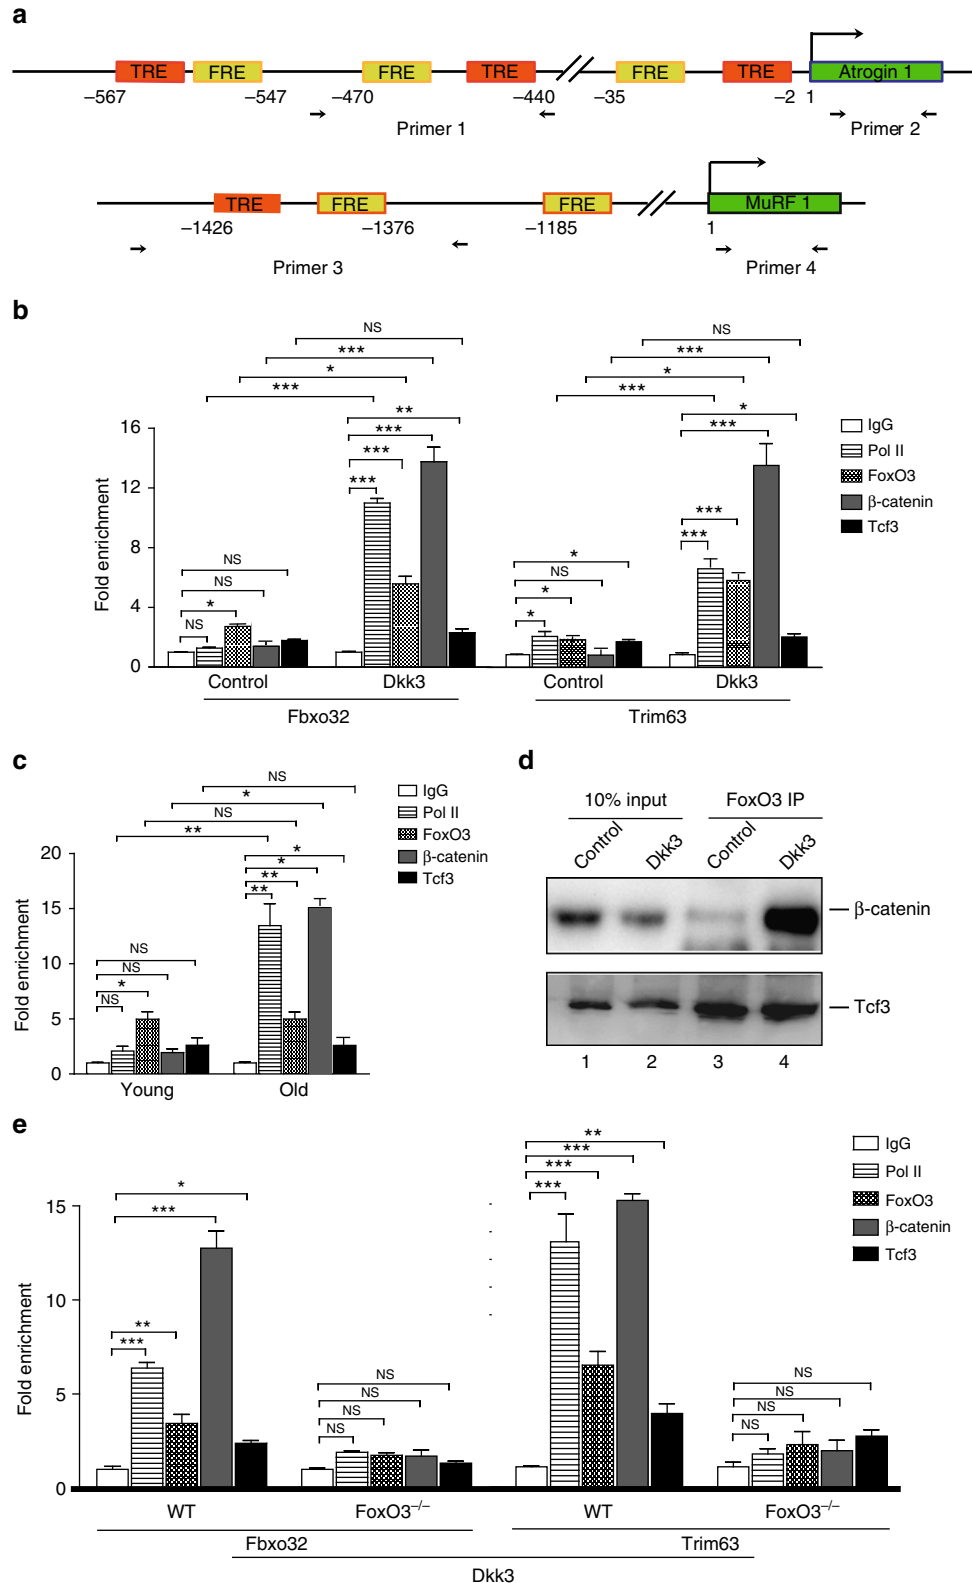 a
TRE FRE FRE TRE FRE TRE Atrogin 1
–567 –547 –470 –440 –35 –2 1
Primer 1 Primer 2
TRE FRE FRE MuRF 1
–1426 –1376 –1185 1
Primer 3 Primer 4
b
NS NS
*** ***
* *
*** ***
** *
*** ***
*** ***
*** ***
NS *
NS NS
* *
NS *
Fold enrichment
16
12
8
4
0
IgG
Pol II
FoxO3
β-catenin
Tcf3
Control Dkk3 Control Dkk3
Fbxo32 Trim63
c
NS
*
NS
**
*
*
**
**
NS
NS
*
NS
Fold enrichment
20
15
10
5
0
IgG
Pol II
FoxO3
β-catenin
Tcf3
Young Old
d
10% input FoxO3 IP
Control Dkk3 Control Dkk3
β-catenin
Tcf3
1 2 3 4
e
* **
*** ***
** ***
*** ***
NS NS
NS NS
NS NS
NS NS
Fold enrichment
15
10
5
0
IgG
Pol II
FoxO3
β-catenin
Tcf3
WT FoxO3–/– WT FoxO3–/–
Fbxo32 Trim63
Dkk3